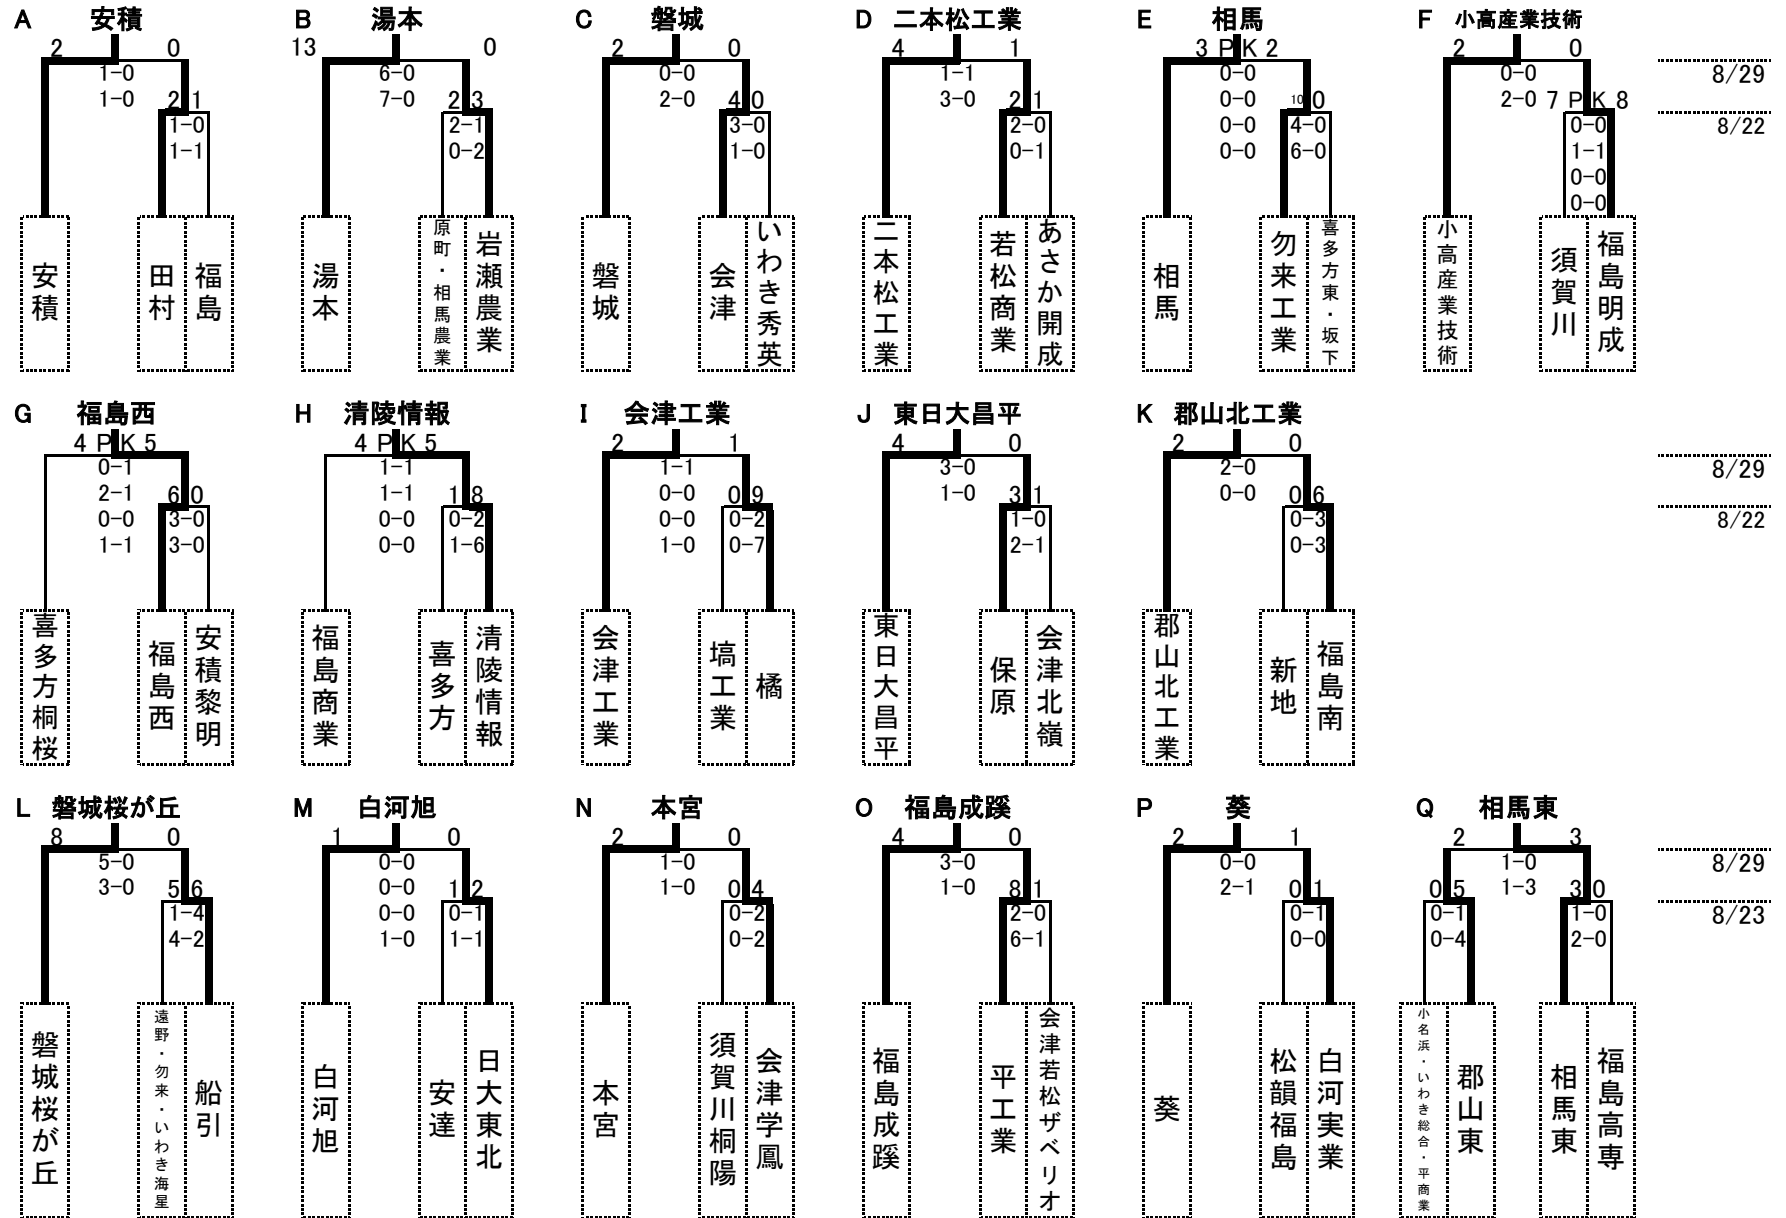 A 安積
2 0
1-0
1-0
2 1
1-0
1-1
安積
田村
福島
B 湯本
13 0
6-0
7-0
2 3
2-1
0-2
湯本
原町・相馬農業
岩瀬農業
C 磐城
2 0
0-0
2-0
4 0
3-0
1-0
磐城
会津
いわき秀英
D 二本松工業
4 1
1-1
3-0
2 1
2-0
0-1
二本松工業
若松商業
あさか開成
E 相馬
3 PK 2
0-0
0-0
0-0
0-0
10 0
4-0
6-0
相馬
勿来工業
喜多方東・坂下
F 小高産業技術
2 0
0-0
2-0
7 PK 8
0-0
1-1
0-0
0-0
小高産業技術
須賀川
福島明成
8/29
8/22
G 福島西
4 PK 5
0-1
2-1
0-0
1-1
6 0
3-0
3-0
喜多方桐桜
福島西
安積黎明
H 清陵情報
4 PK 5
1-1
1-1
0-0
0-0
1 8
0-2
1-6
福島商業
喜多方
清陵情報
I 会津工業
2 1
1-1
0-0
0-0
1-0
0 9
0-2
0-7
会津工業
塙工業
橘
J 東日大昌平
4 0
3-0
1-0
3 1
1-0
2-1
東日大昌平
保原
会津北嶺
K 郡山北工業
2 0
2-0
0-0
0 6
0-3
0-3
郡山北工業
新地
福島南
8/29
8/22
L 磐城桜が丘
8 0
5-0
3-0
5 6
1-4
4-2
磐城桜が丘
遠野・勿来・いわき海星
船引
M 白河旭
1 0
0-0
0-0
0-0
1-0
1 2
0-1
1-1
白河旭
安達
日大東北
N 本宮
2 0
1-0
1-0
0 4
0-2
0-2
本宮
須賀川桐陽
会津学鳳
O 福島成蹊
4 0
3-0
1-0
8 1
2-0
6-1
福島成蹊
平工業
会津若松ザベリオ
P 葵
2 1
0-0
2-1
0 1
0-1
0-0
葵
松韻福島
白河実業
Q 相馬東
2 3
1-0
1-3
0 5
0-1
0-4
3 0
1-0
2-0
小名浜・いわき総合・平商業
郡山東
相馬東
福島高専
8/29
8/23